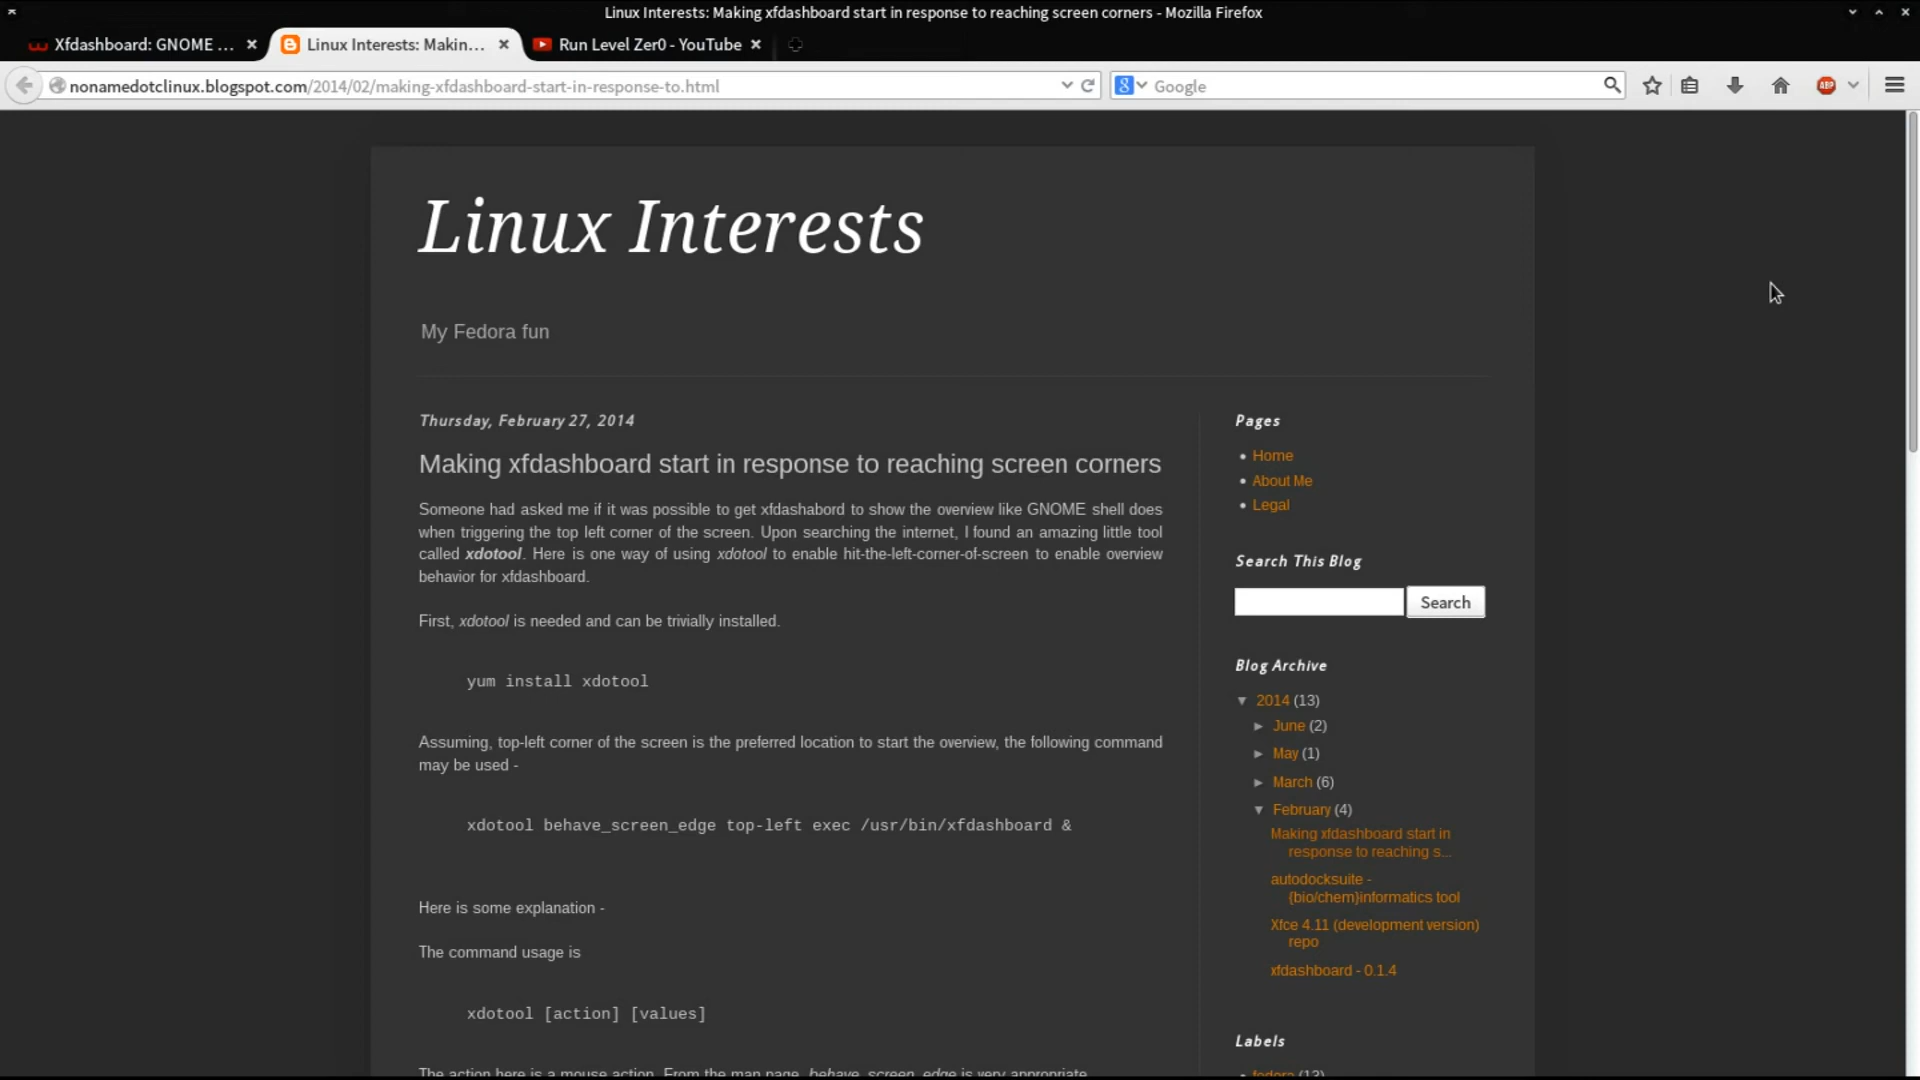 Linux Interests: Making xfdashboard start in response to reaching screen corners - Mozilla Firefox
Xfdashboard: GNOME ...
Linux Interests: Makin...
Run Level Zer0 - YouTube
nonamedotclinux.blogspot.com/2014/02/making-xfdashboard-start-in-response-to.html
8
Google
ABP
Linux Interests
My Fedora fun
Thursday, February 27, 2014
Making xfdashboard start in response to reaching screen corners
Someone had asked me if it was possible to get xfdashabord to show the overview like GNOME shell does
when triggering the top left corner of the screen. Upon searching the internet, I found an amazing little tool
called xdotool. Here is one way of using xdotool to enable hit-the-left-corner-of-screen to enable overview
behavior for xfdashboard.
First, xdotool is needed and can be trivially installed.
yum install xdotool
Assuming, top-left corner of the screen is the preferred location to start the overview, the following command
may be used -
xdotool behave_screen_edge top-left exec /usr/bin/xfdashboard &
Here is some explanation -
The command usage is
xdotool [action] [values]
The action here is a mouse action. From the man page, behave_screen_edge is very appropriate.
Pages
Home
About Me
Legal
Search This Blog
Search
Blog Archive
▼ 2014 (13)
► June (2)
► May (1)
► March (6)
▼ February (4)
Making xfdashboard start in
response to reaching s...
autodocksuite -
{bio/chem}informatics tool
Xfce 4.11 (development version)
repo
xfdashboard - 0.1.4
Labels
fedora (13)